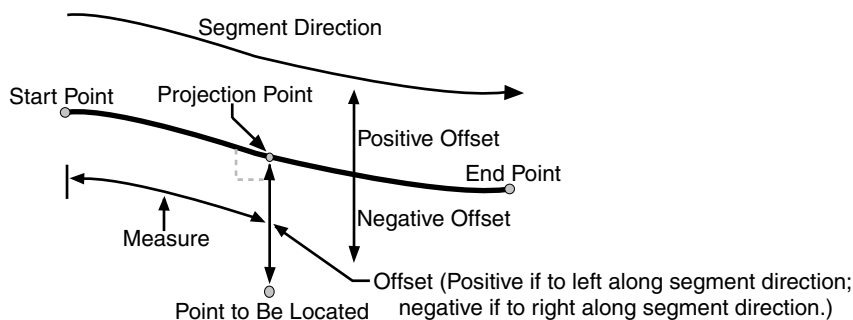 Segment Direction
Start Point
Projection Point
Positive Offset
End Point
Negative Offset
Measure
Offset (Positive if to left along segment direction;
negative if to right along segment direction.)
Point to Be Located